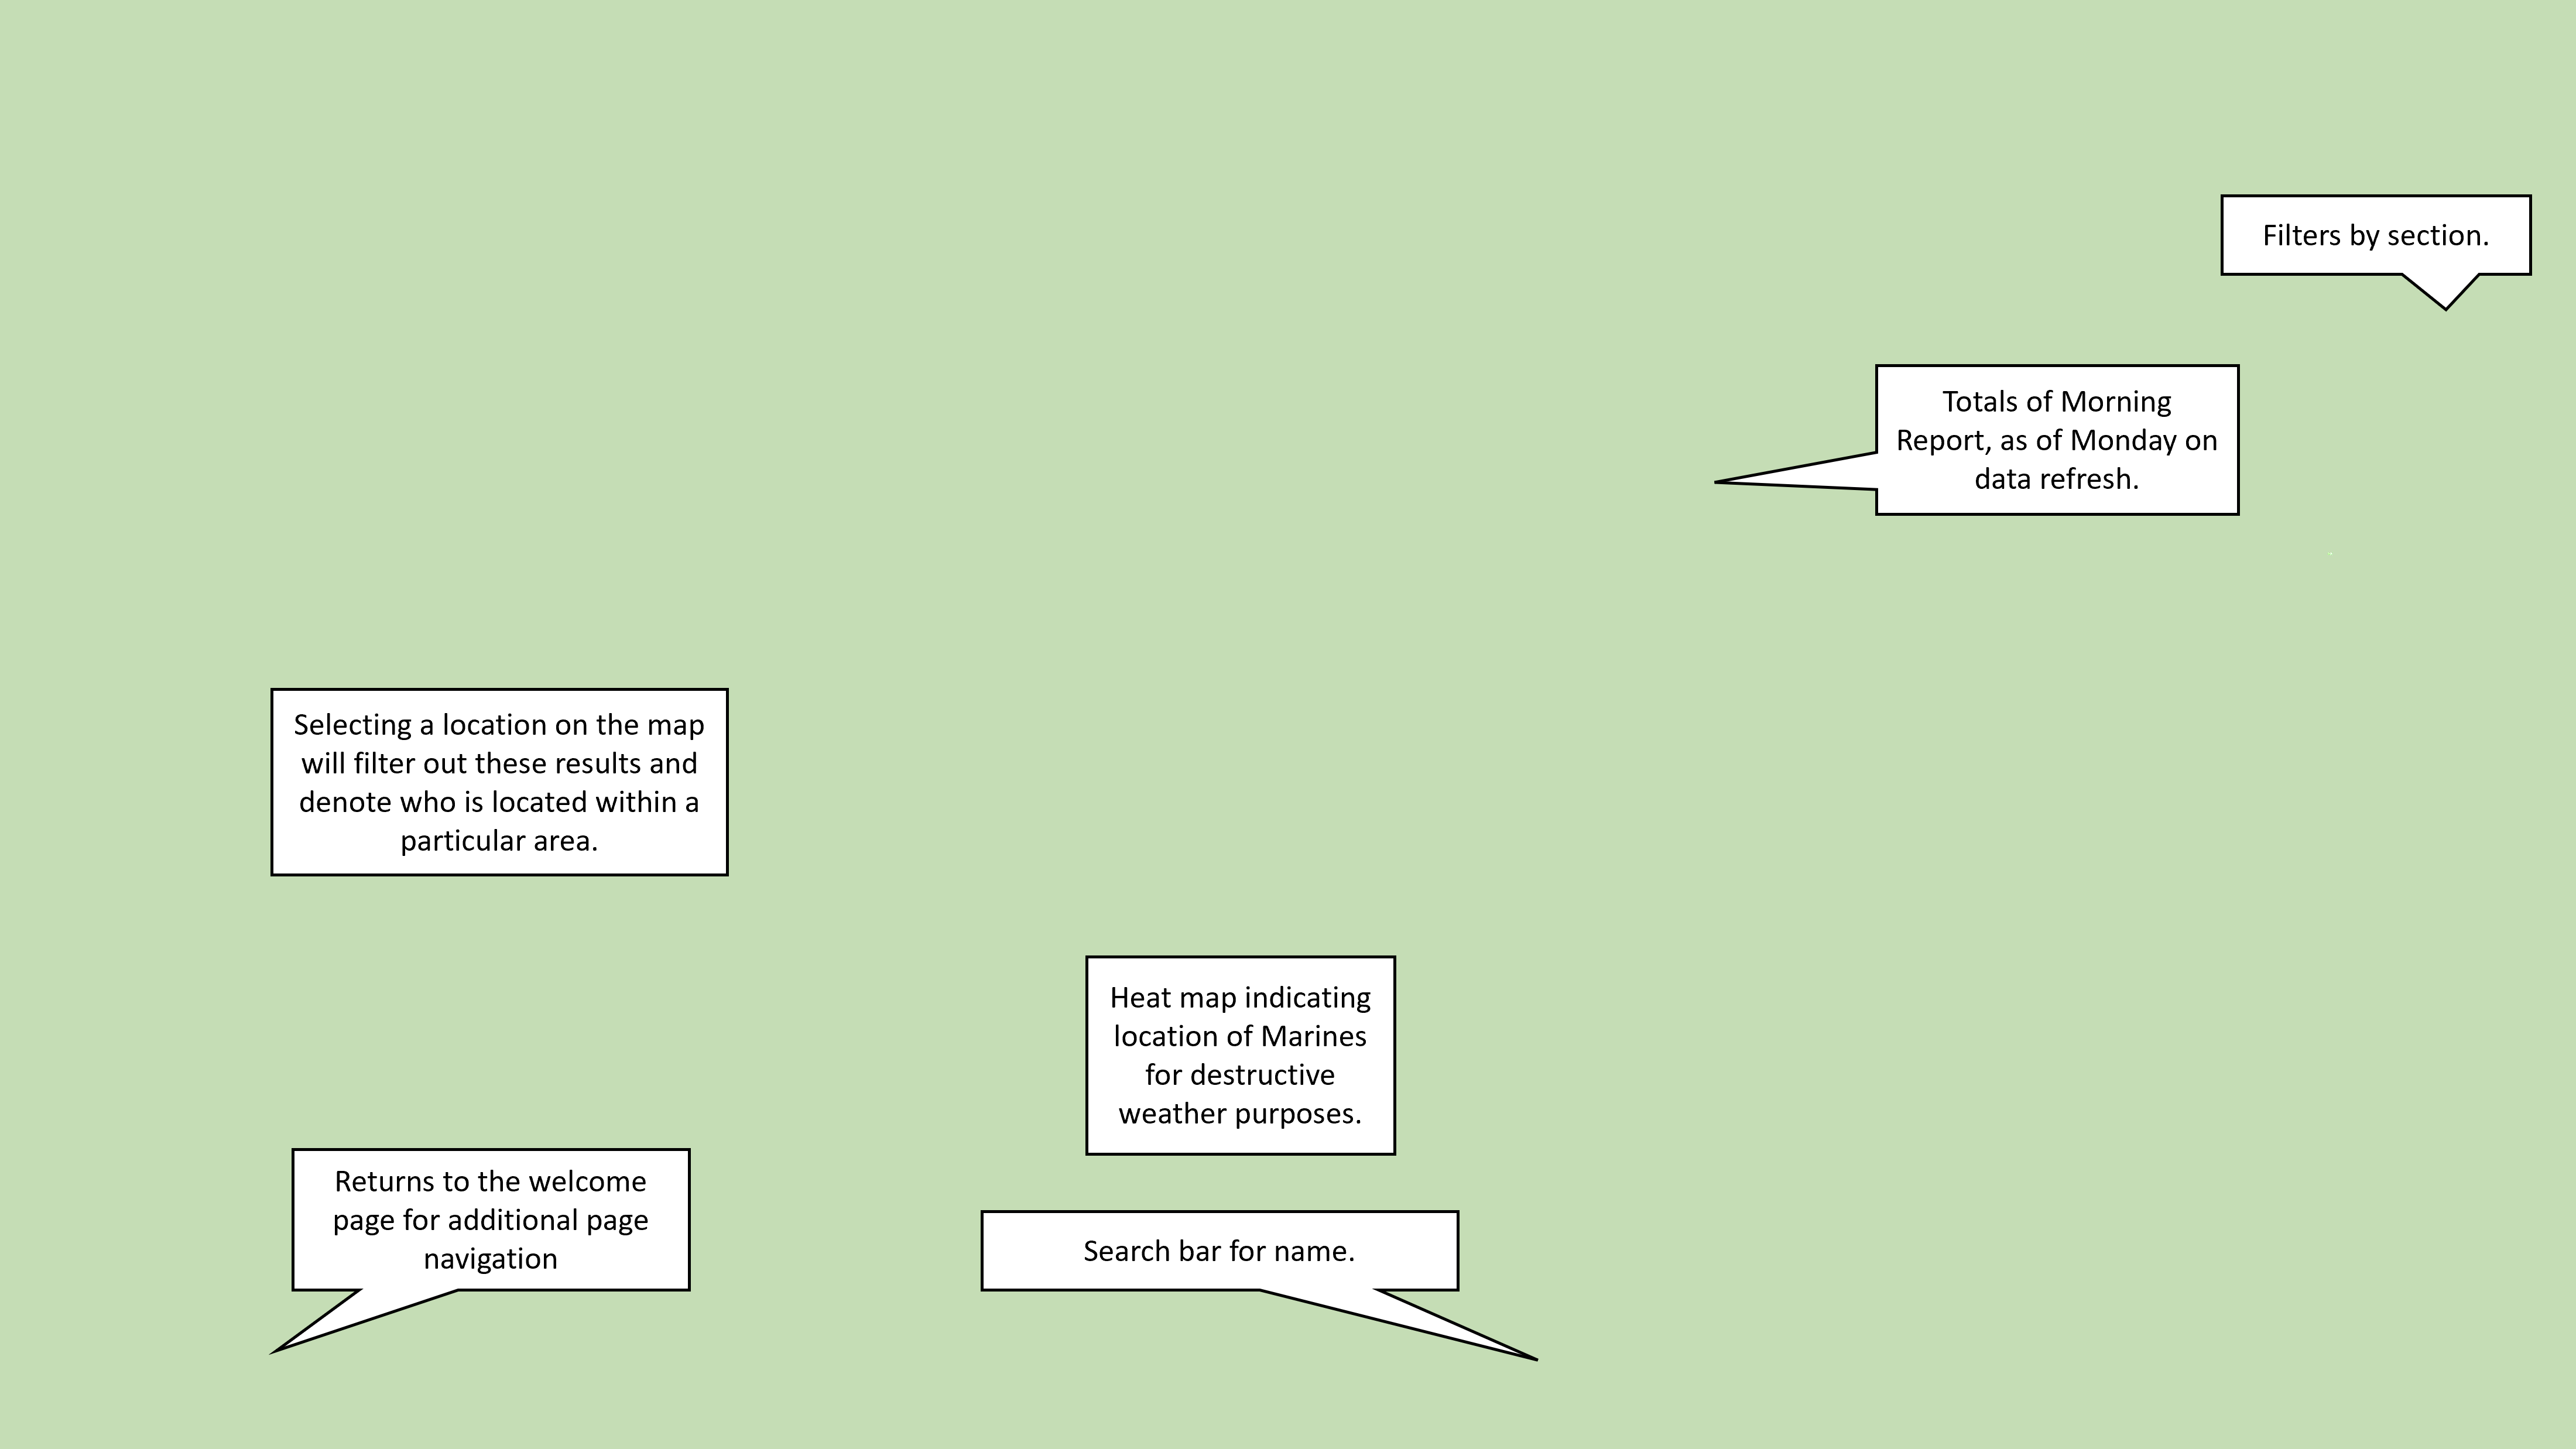 Filters by section.
Totals of Morning
Report, as of Monday on
data refresh.
Selecting a location on the map
will filter out these results and
denote who is located within a
particular area.
Heat map indicating
location of Marines
for destructive
weather purposes.
Returns to the welcome
page for additional page
navigation
Search bar for name.